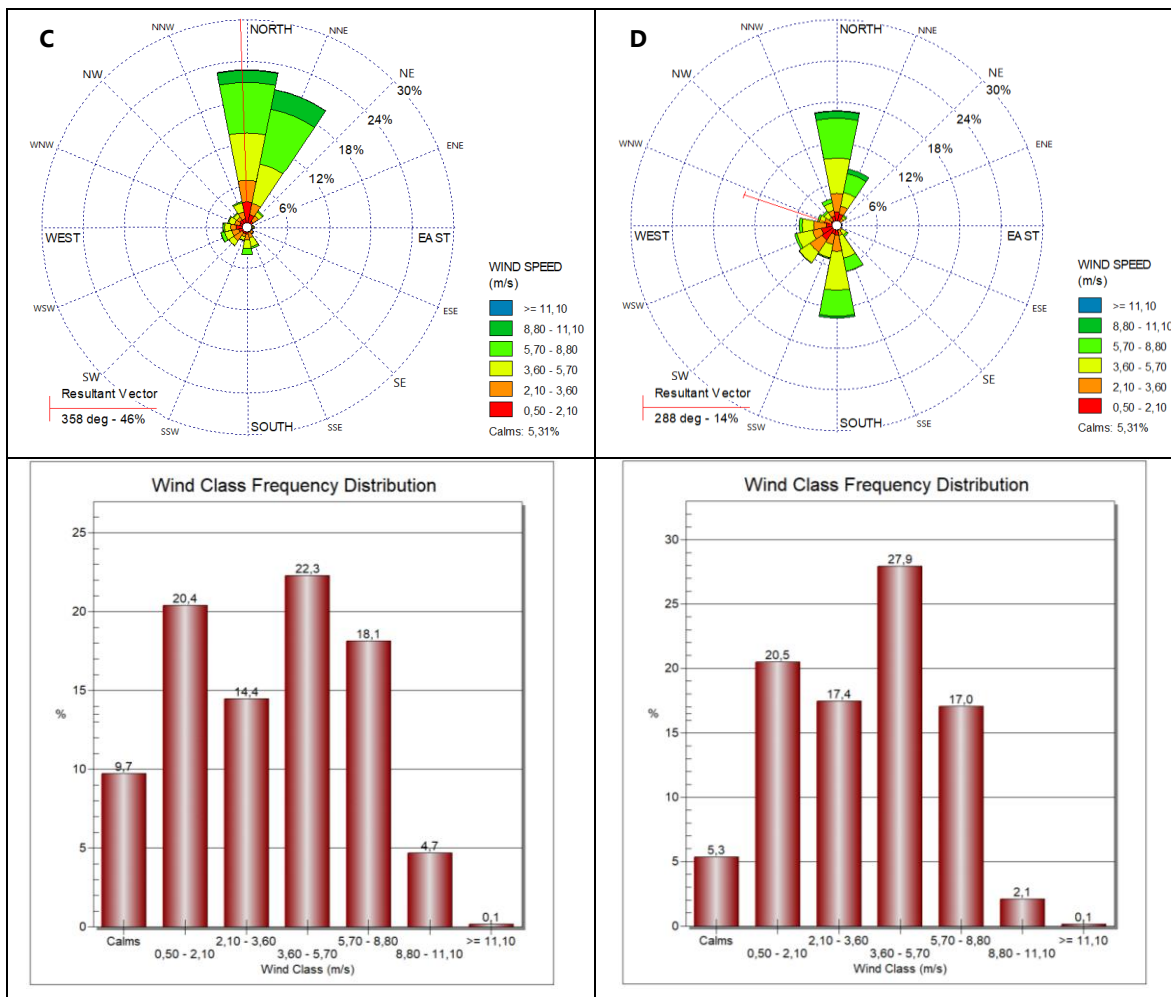 C
NORTH
NNW
NNE
NW
NE
30%
24%
18%
12%
6%
WNW
ENE
WEST
EAST
WSW
ESE
SW
SE
SSW
SSE
SOUTH
WIND SPEED
(m/s)
>= 11,10
8,80 - 11,10
5,70 - 8,80
3,60 - 5,70
2,10 - 3,60
0,50 - 2,10
Calms: 5,31%
Resultant Vector
358 deg - 46%
D
NORTH
NNW
NNE
NW
NE
30%
24%
18%
12%
6%
WNW
ENE
WEST
EAST
WSW
ESE
SW
SE
SSW
SSE
SOUTH
WIND SPEED
(m/s)
>= 11,10
8,80 - 11,10
5,70 - 8,80
3,60 - 5,70
2,10 - 3,60
0,50 - 2,10
Calms: 5,31%
Resultant Vector
288 deg - 14%
Wind Class Frequency Distribution
25
20
15
10
5
0
%
9,7
20,4
14,4
22,3
18,1
4,7
0,1
Calms
0,50 - 2,10
2,10 - 3,60
3,60 - 5,70
5,70 - 8,80
8,80 - 11,10
>= 11,10
Wind Class (m/s)
Wind Class Frequency Distribution
30
25
20
15
10
5
0
%
5,3
20,5
17,4
27,9
17,0
2,1
0,1
Calms
0,50 - 2,10
2,10 - 3,60
3,60 - 5,70
5,70 - 8,80
8,80 - 11,10
>= 11,10
Wind Class (m/s)